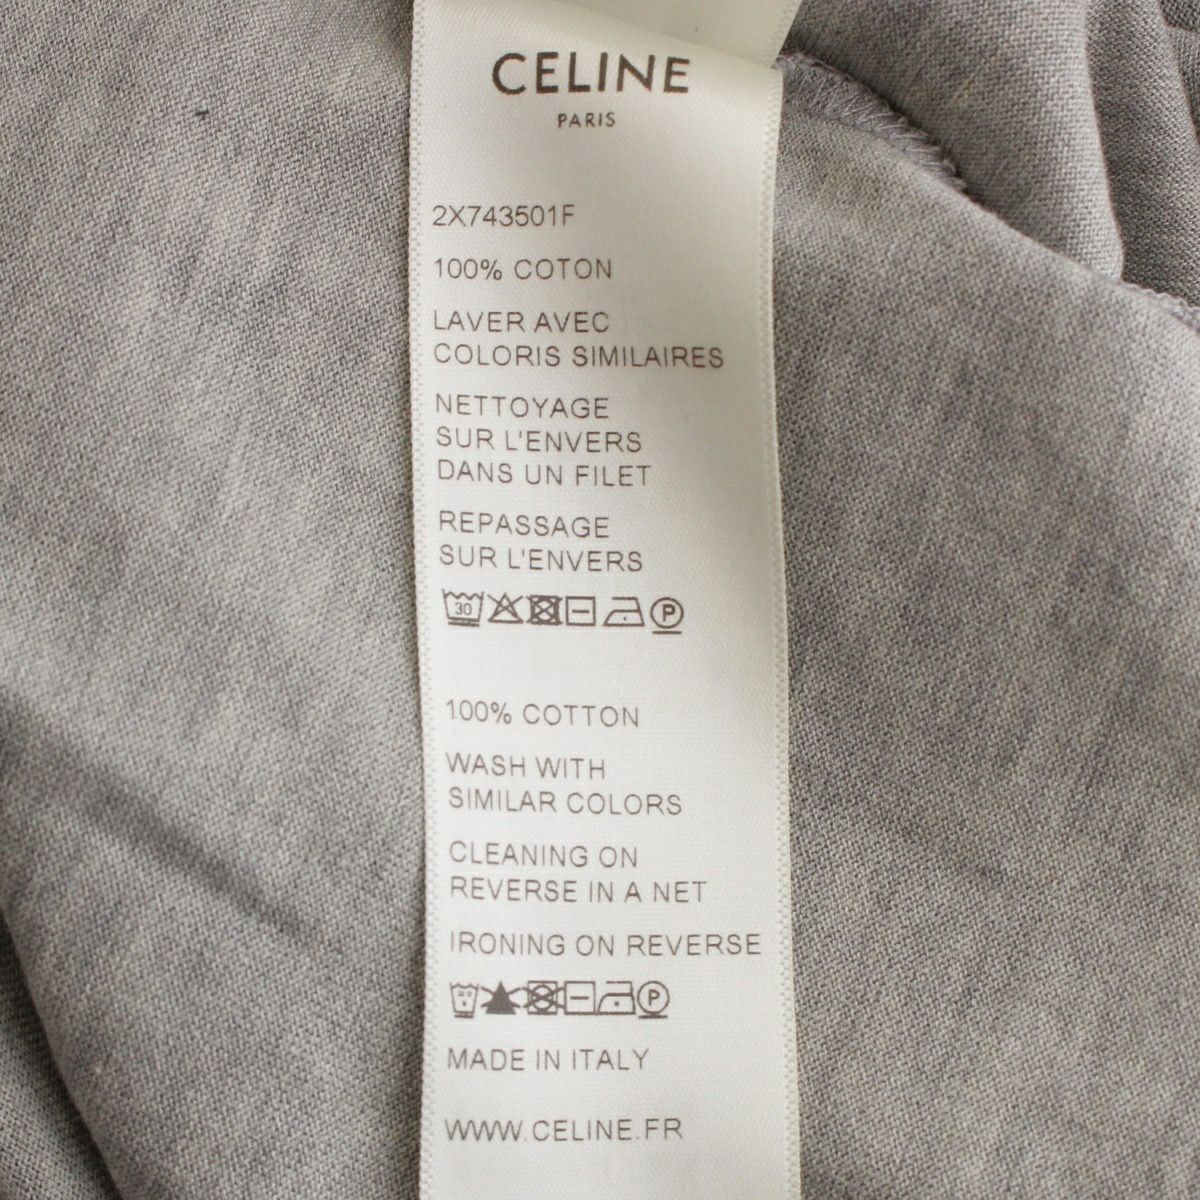 CELINE
PARIS
2X743501F
100% COTON
LAVER AVEC
COLORIS SIMILAIRES
NETTOYAGE
SUR L'ENVERS
DANS UN FILET
REPASSAGE
SUR L'ENVERS
30 P
100% COTTON
WASH WITH
SIMILAR COLORS
CLEANING ON
REVERSE IN A NET
IRONING ON REVERSE
P
MADE IN ITALY
WWW.CELINE.FR